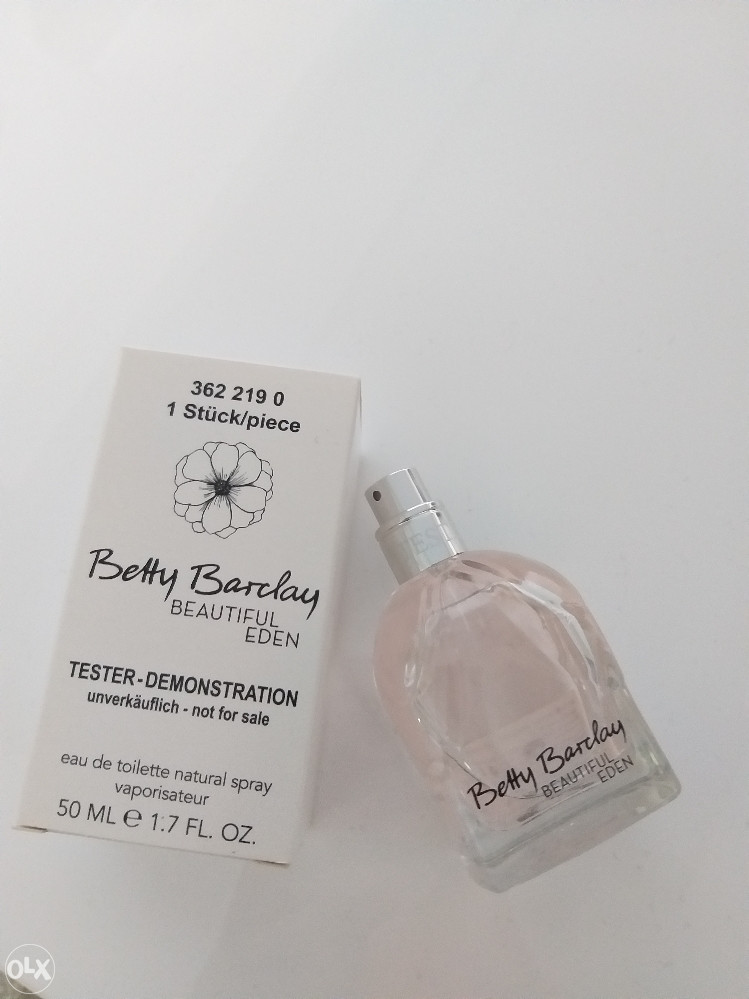 362 219 0
1 Stück/piece
Betty Barclay
BEAUTIFUL
EDEN
TESTER-DEMONSTRATION
unverkäuflich - not for sale
eau de toilette natural spray
vaporisateur
50 ML ℮ 1.7 FL. OZ.
Betty Barclay
BEAUTIFUL
EDEN
OLX